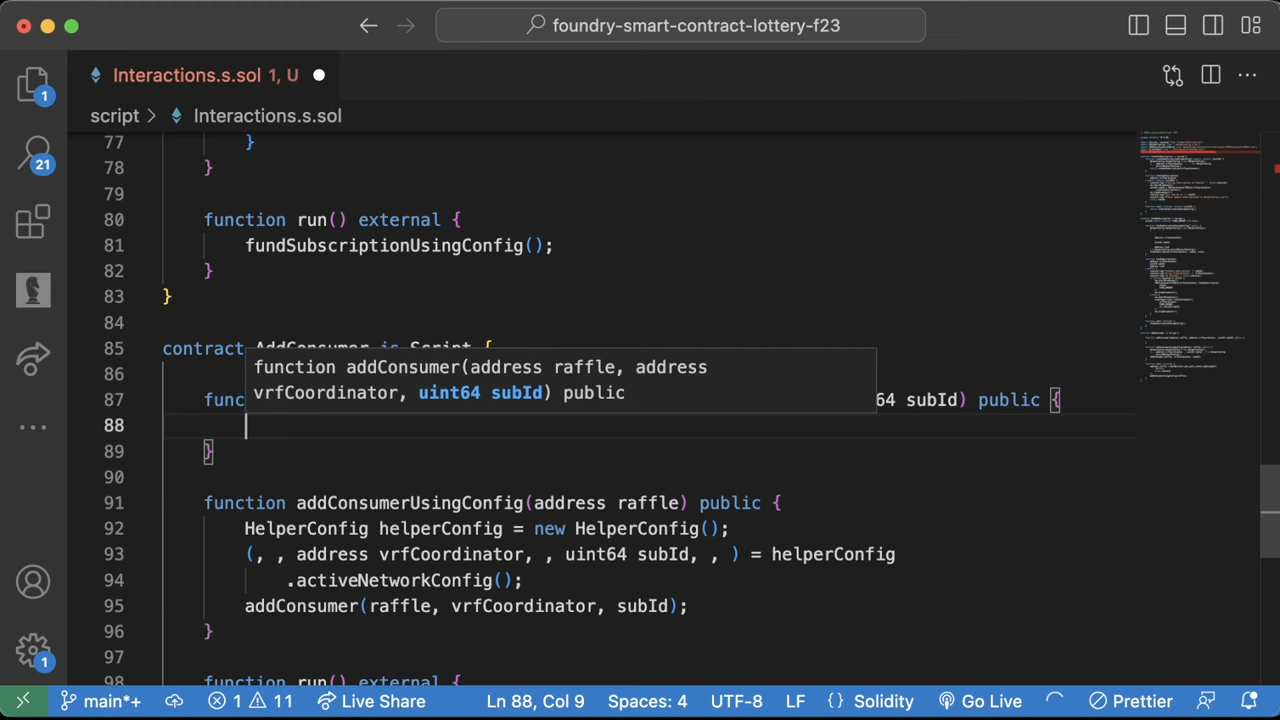 foundry-smart-contract-lottery-f23
Interactions.s.sol 1, U
script > Interactions.s.sol
1
21
77 }
78 }
79
80 function run() external {
81 fundSubscriptionUsingConfig();
82 }
83 }
84
85 contract AddConsumer is Script {
86
function addConsumer(address raffle, address
vrfCoordinator, uint64 subId) public
87 func 64 subId) public {
88
89 }
90
91 function addConsumerUsingConfig(address raffle) public {
92 HelperConfig helperConfig = new HelperConfig();
93 (, , address vrfCoordinator, , uint64 subId, , ) = helperConfig
94 .activeNetworkConfig();
95 addConsumer(raffle, vrfCoordinator, subId);
96 }
97
98 function run() external {
1
main*+ 1 11 Live Share Ln 88, Col 9 Spaces: 4 UTF-8 LF {} Solidity Go Live Prettier